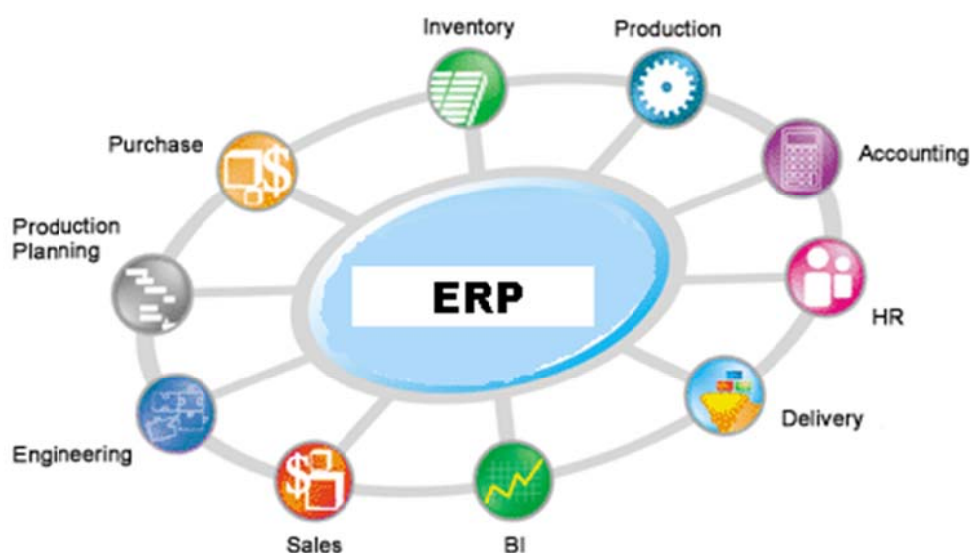 Inventory
Production
Purchase
Accounting
Production
Planning
ERP
HR
Delivery
Engineering
Sales
BI
$
$